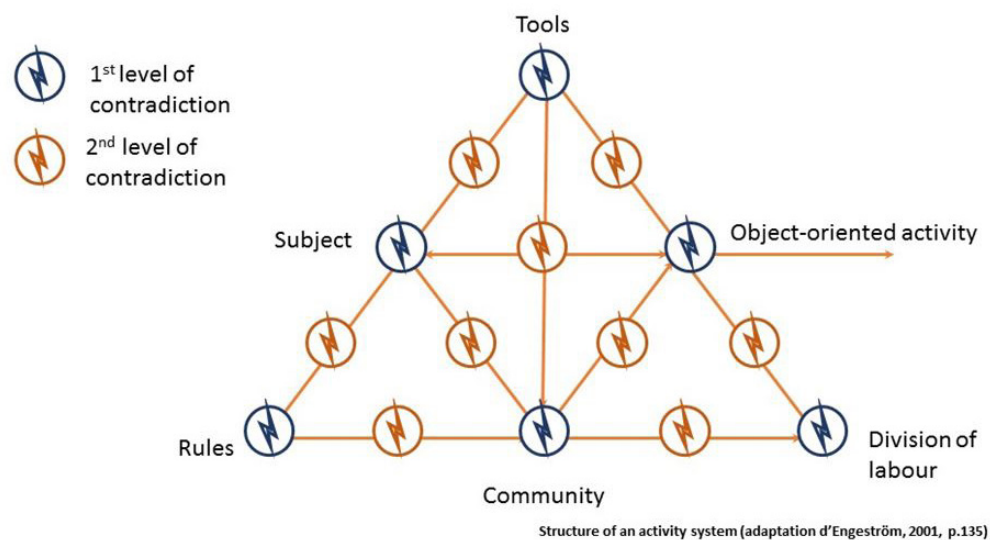 Tools
1st level of
contradiction
2nd level of
contradiction
Subject
Object-oriented activity
Rules
Division of
labour
Community
Structure of an activity system (adaptation d’Engeström, 2001, p.135)